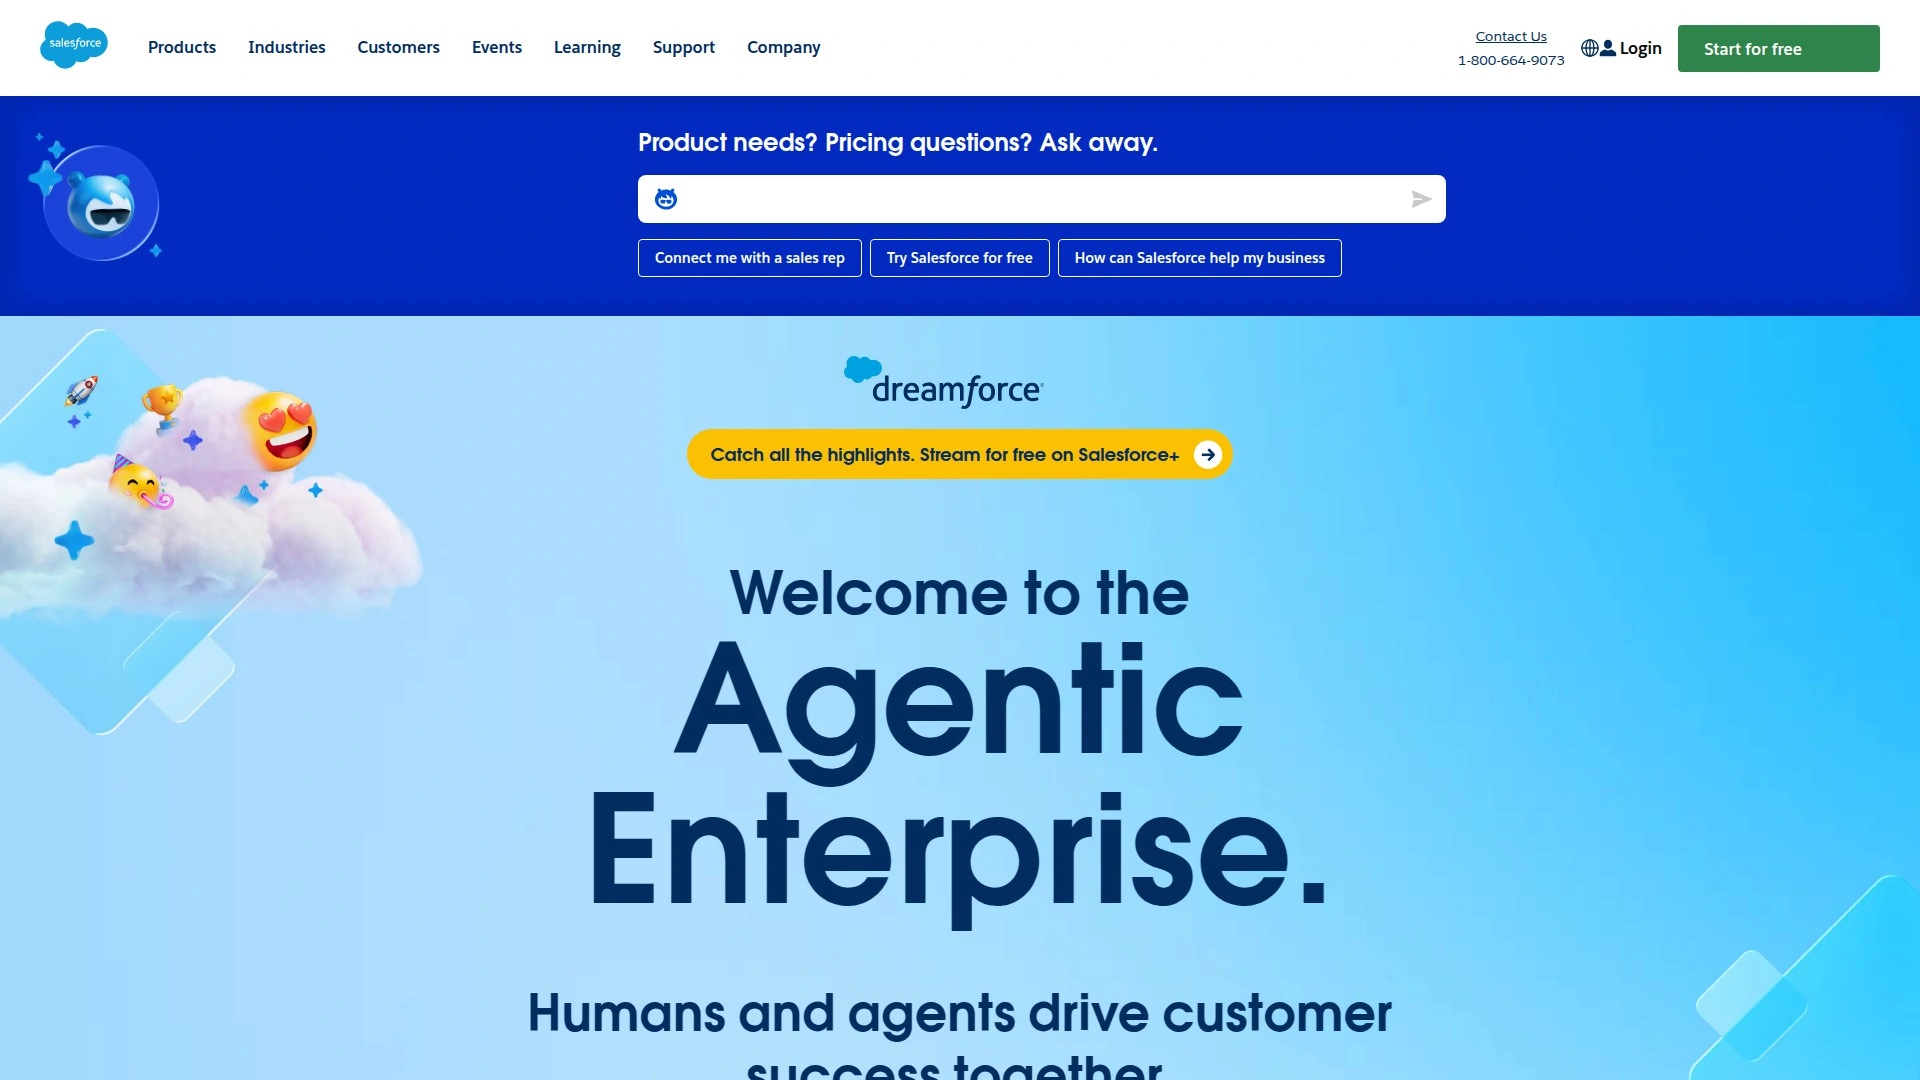 salesforce
Products Industries Customers Events Learning Support Company
Contact Us
1-800-664-9073
Login
Start for free
Product needs? Pricing questions? Ask away.
Connect me with a sales rep
Try Salesforce for free
How can Salesforce help my business
dreamforce
Catch all the highlights. Stream for free on Salesforce+
Welcome to the
Agentic
Enterprise.
Humans and agents drive customer
success together